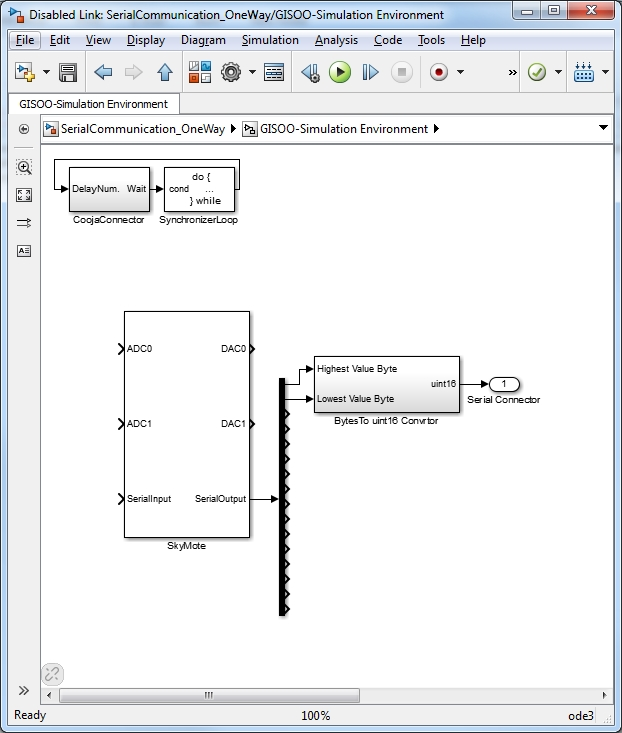 Disabled Link: SerialCommunication_OneWay/GISOO-Simulation Environment
File Edit View Display Diagram Simulation Analysis Code Tools Help
GISOO-Simulation Environment
SerialCommunication_OneWay GISOO-Simulation Environment
do {
DelayNum. Wait cond ...
} while
CoojaConnector SynchronizerLoop
ADC0 DAC0
Highest Value Byte
uint16 1
Lowest Value Byte Serial Connector
BytesTo uint16 Convrtor
ADC1 DAC1
SerialInput SerialOutput
SkyMote
Ready 100% ode3